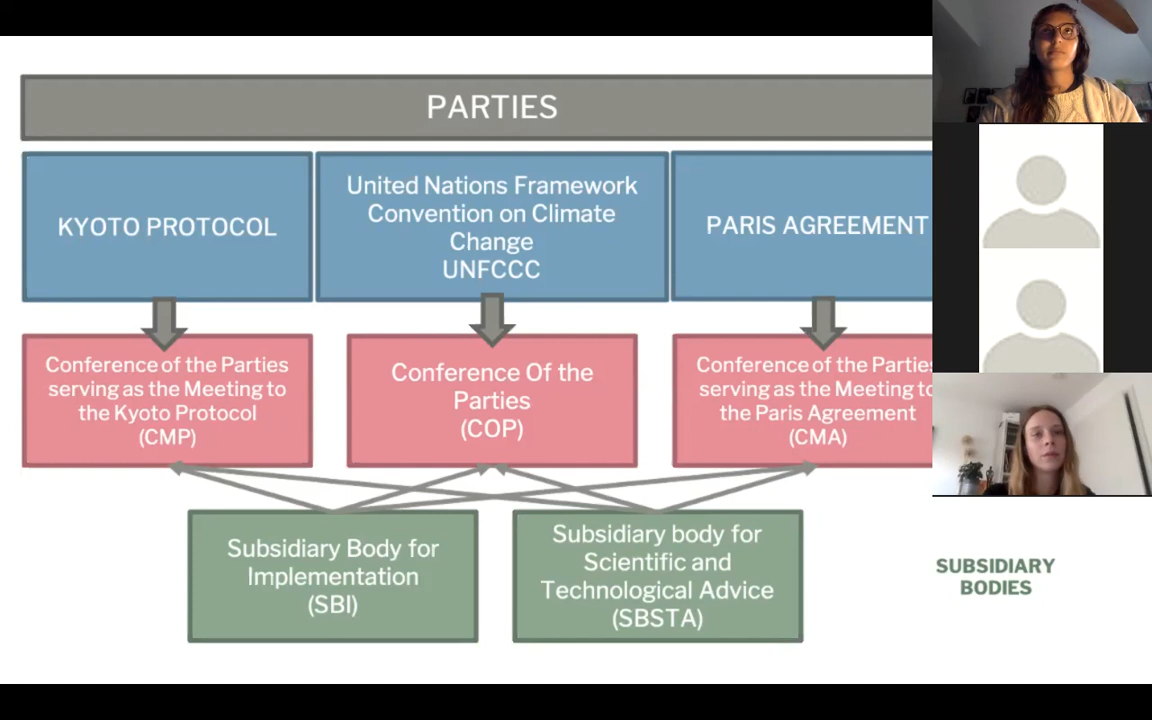 PARTIES
KYOTO PROTOCOL
United Nations Framework
Convention on Climate
Change
UNFCCC
PARIS AGREEMENT
Conference of the Parties
serving as the Meeting to
the Kyoto Protocol
(CMP)
Conference Of the
Parties
(COP)
Conference of the Parties
serving as the Meeting to
the Paris Agreement
(CMA)
Subsidiary Body for
Implementation
(SBI)
Subsidiary body for
Scientific and
Technological Advice
(SBSTA)
SUBSIDIARY
BODIES